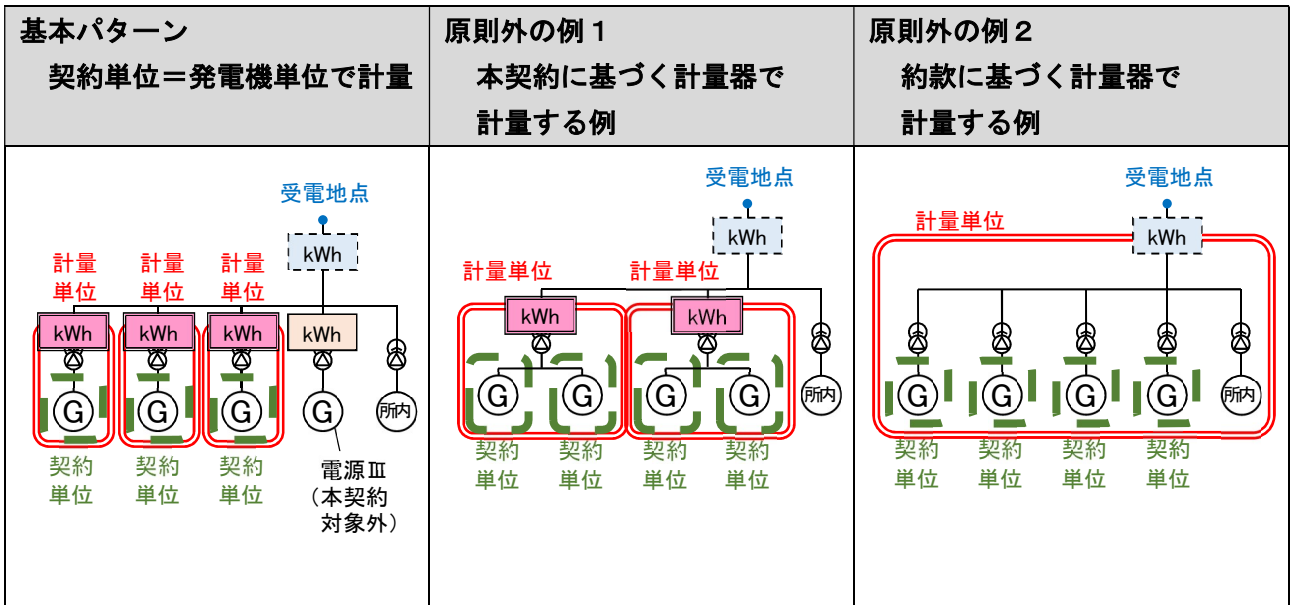 基本パターン
契約単位＝発電機単位で計量
受電地点
kWh
計量
単位
計量
単位
計量
単位
kWh
kWh
kWh
kWh
G
G
G
G
所内
契約
単位
契約
単位
契約
単位
電源Ⅲ
（本契約
対象外）
原則外の例１
本契約に基づく計量器で
計量する例
受電地点
kWh
計量単位
計量単位
kWh
kWh
G
G
G
G
所内
契約
単位
契約
単位
契約
単位
契約
単位
原則外の例２
約款に基づく計量器で
計量する例
受電地点
計量単位
kWh
G
G
G
G
所内
契約
単位
契約
単位
契約
単位
契約
単位